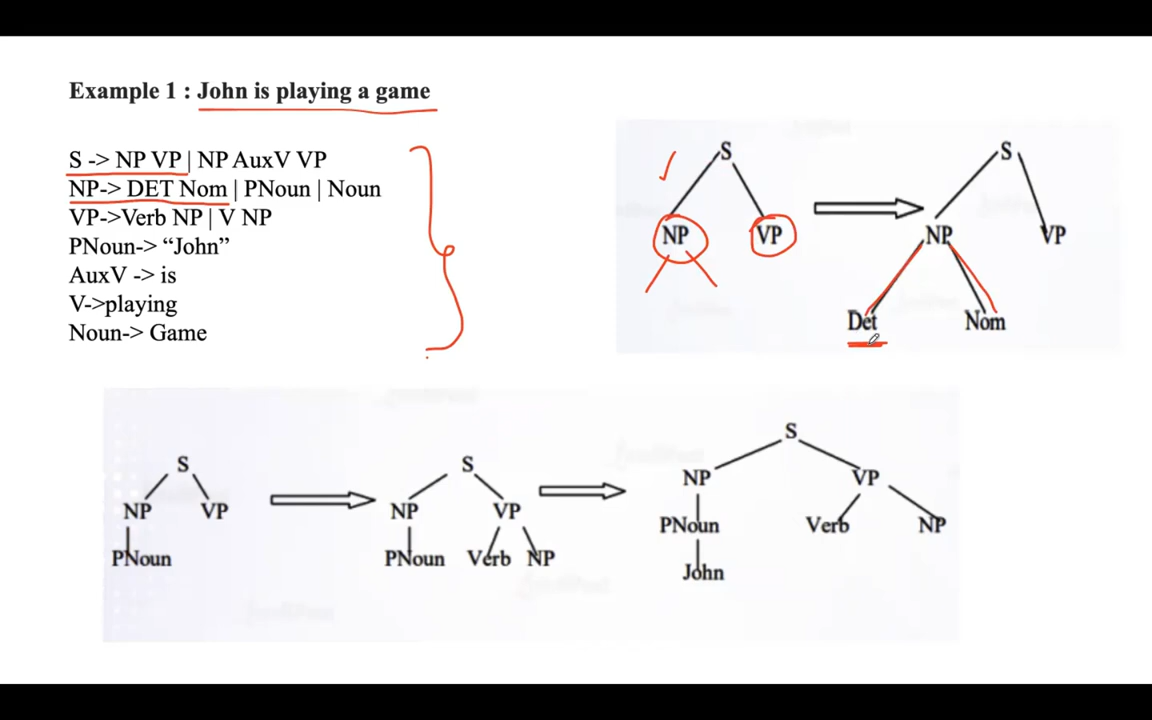 Example 1 : John is playing a game
S -> NP VP | NP AuxV VP
NP-> DET Nom | PNoun | Noun
VP->Verb NP | V NP
PNoun-> “John”
AuxV -> is
V->playing
Noun-> Game
S
NP VP
S
NP VP
Det Nom
S
NP VP
PNoun
S
NP VP
PNoun Verb NP
S
NP VP
PNoun Verb NP
John